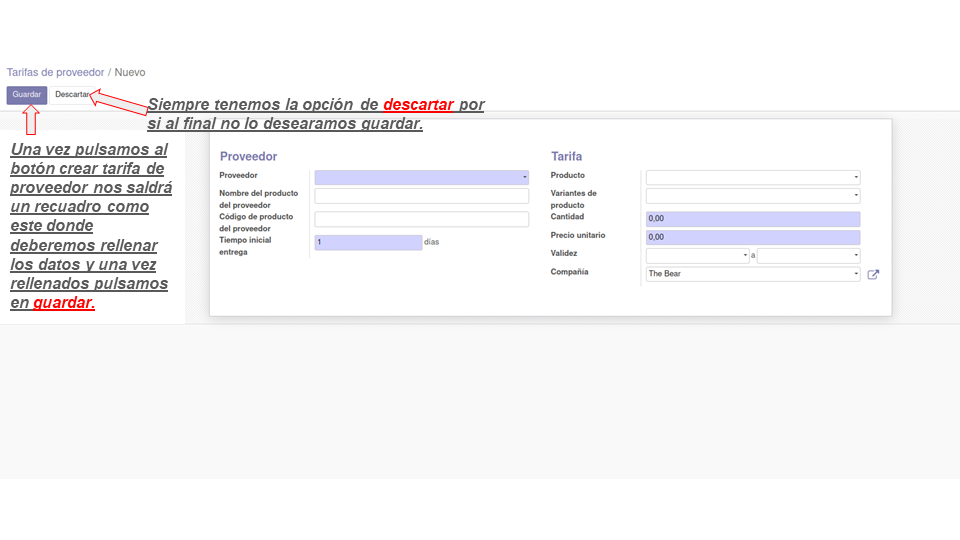 Tarifas de proveedor / Nuevo
Guardar Descartar
Siempre tenemos la opción de descartar por
si al final no lo deseáramos guardar.
Una vez pulsamos al
botón crear tarifa de
proveedor nos saldrá
un recuadro como
este donde
deberemos rellenar
los datos y una vez
rellenados pulsamos
en guardar.
Proveedor
Proveedor
Nombre del producto
del proveedor
Código de producto
del proveedor
Tiempo inicial
entrega
1 días
Tarifa
Producto
Variantes de
producto
Cantidad 0,00
Precio unitario 0,00
Validez a
Compañía The Bear